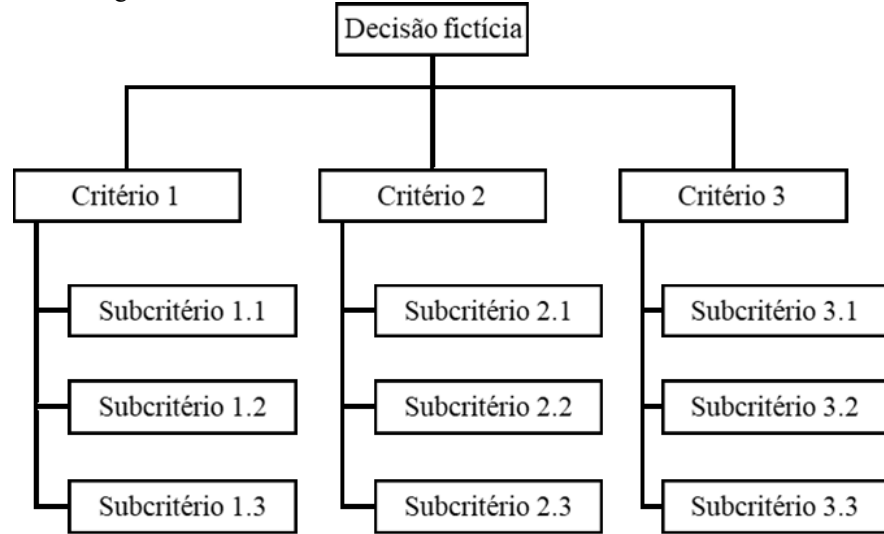 Decisão fictícia
Critério 1
Critério 2
Critério 3
Subcritério 1.1
Subcritério 2.1
Subcritério 3.1
Subcritério 1.2
Subcritério 2.2
Subcritério 3.2
Subcritério 1.3
Subcritério 2.3
Subcritério 3.3